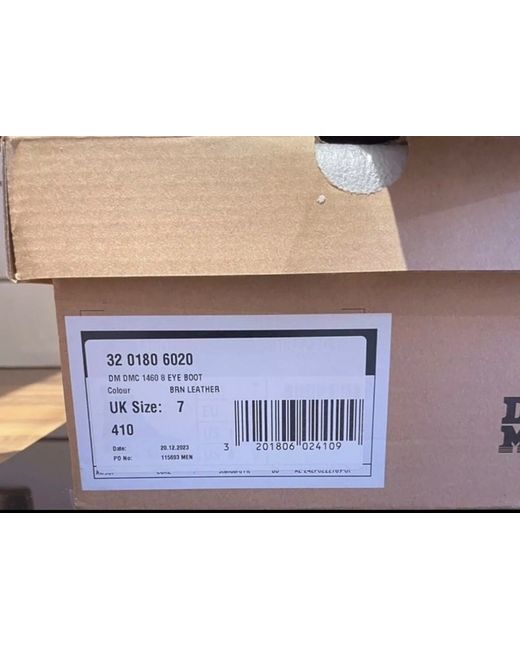 32 0180 6020
DM DMC 1460 8 EYE BOOT
Colour BRN LEATHER
UK Size: 7
410
Date: 20.12.2023
PO No: 115693 MEN
3 201806 024109
D
M